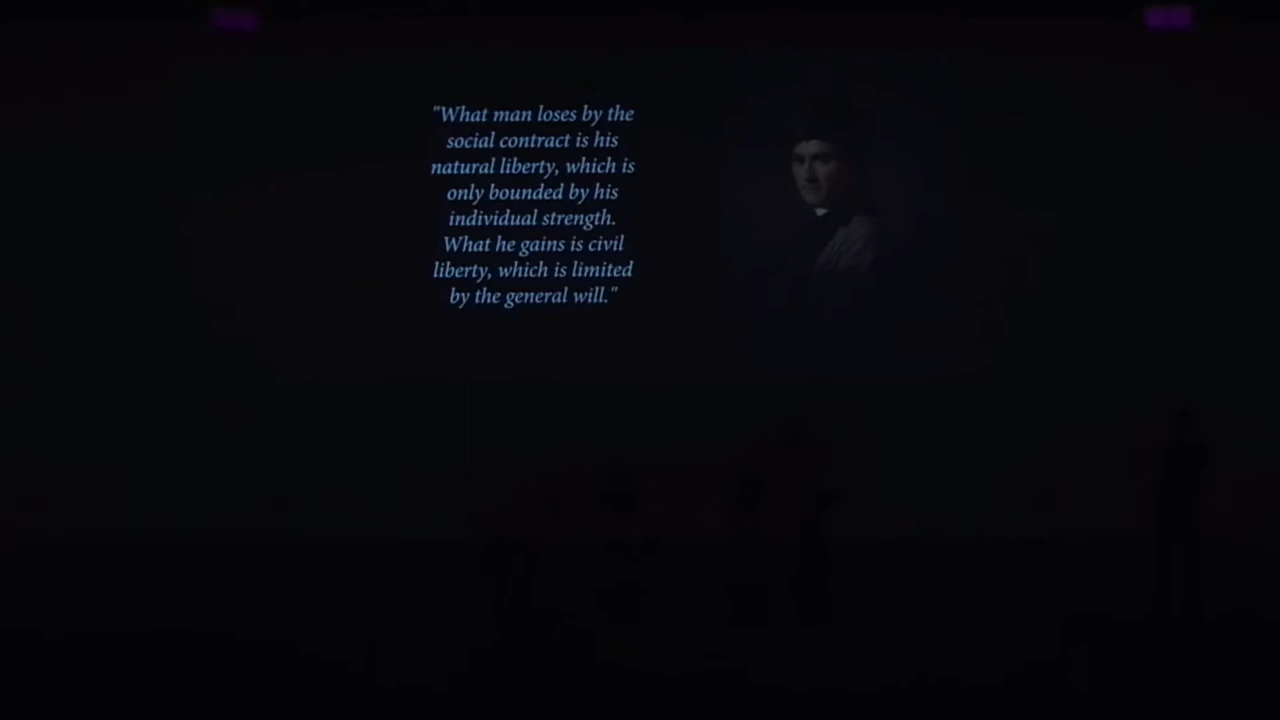 "What man loses by the
social contract is his
natural liberty, which is
only bounded by his
individual strength.
What he gains is civil
liberty, which is limited
by the general will."